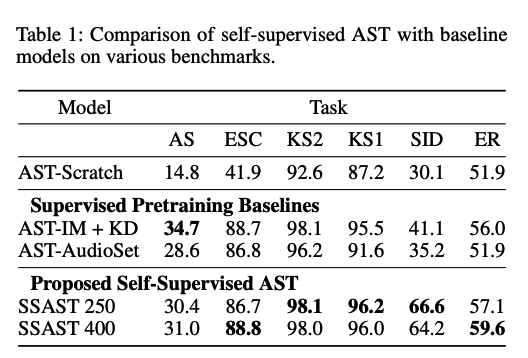 Table 1: Comparison of self-supervised AST with baseline
models on various benchmarks.
Model Task
AS ESC KS2 KS1 SID ER
AST-Scratch 14.8 41.9 92.6 87.2 30.1 51.9
Supervised Pretraining Baselines
AST-IM + KD 34.7 88.7 98.1 95.5 41.1 56.0
AST-AudioSet 28.6 86.8 96.2 91.6 35.2 51.9
Proposed Self-Supervised AST
SSAST 250 30.4 86.7 98.1 96.2 66.6 57.1
SSAST 400 31.0 88.8 98.0 96.0 64.2 59.6